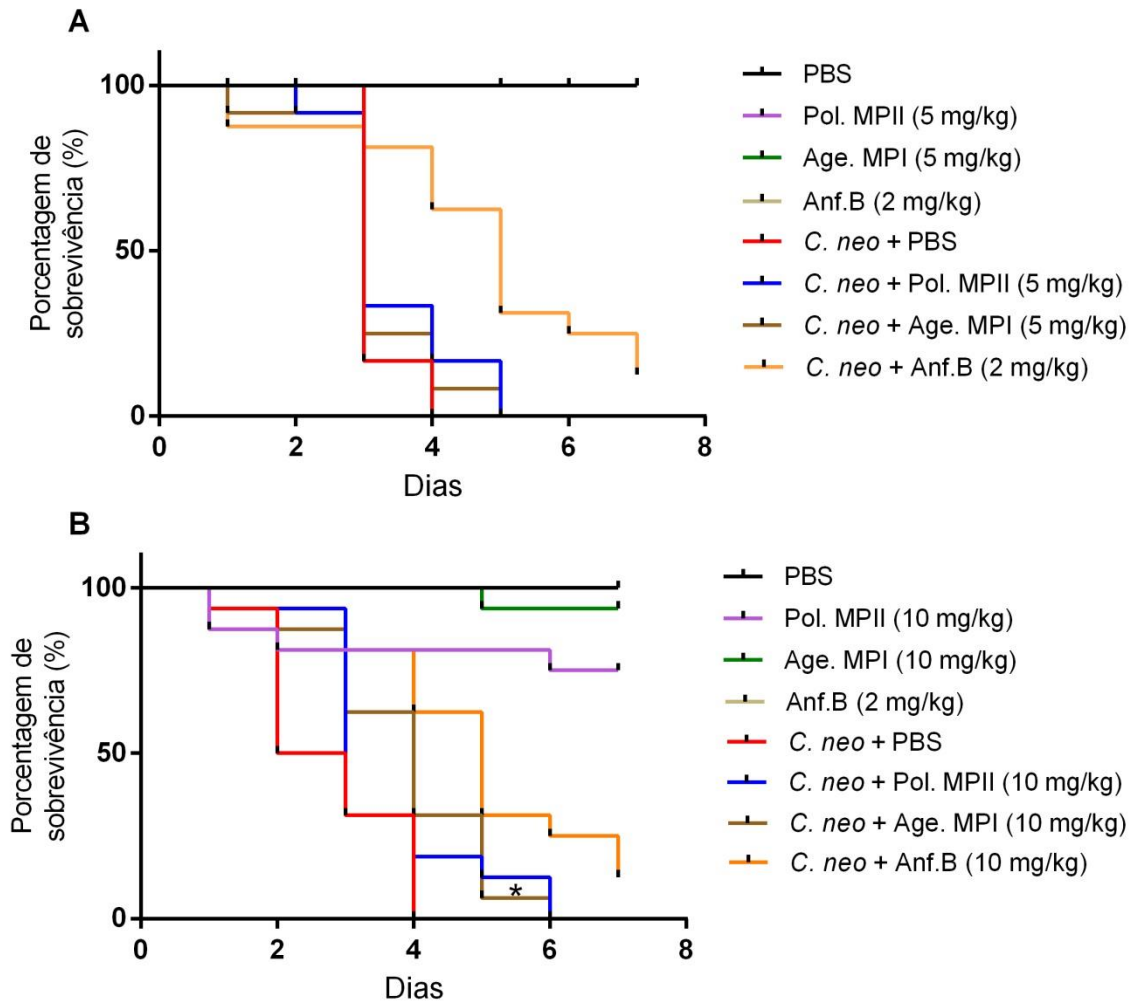 A
Porcentagem de
sobrevivência (%)
100
50
0
0 2 4 6 8
Dias
PBS
Pol. MPII (5 mg/kg)
Age. MPI (5 mg/kg)
Anf.B (2 mg/kg)
C. neo + PBS
C. neo + Pol. MPII (5 mg/kg)
C. neo + Age. MPI (5 mg/kg)
C. neo + Anf.B (2 mg/kg)
B
Porcentagem de
sobrevivência (%)
100
50
0
*
0 2 4 6 8
Dias
PBS
Pol. MPII (10 mg/kg)
Age. MPI (10 mg/kg)
Anf.B (2 mg/kg)
C. neo + PBS
C. neo + Pol. MPII (10 mg/kg)
C. neo + Age. MPI (10 mg/kg)
C. neo + Anf.B (10 mg/kg)